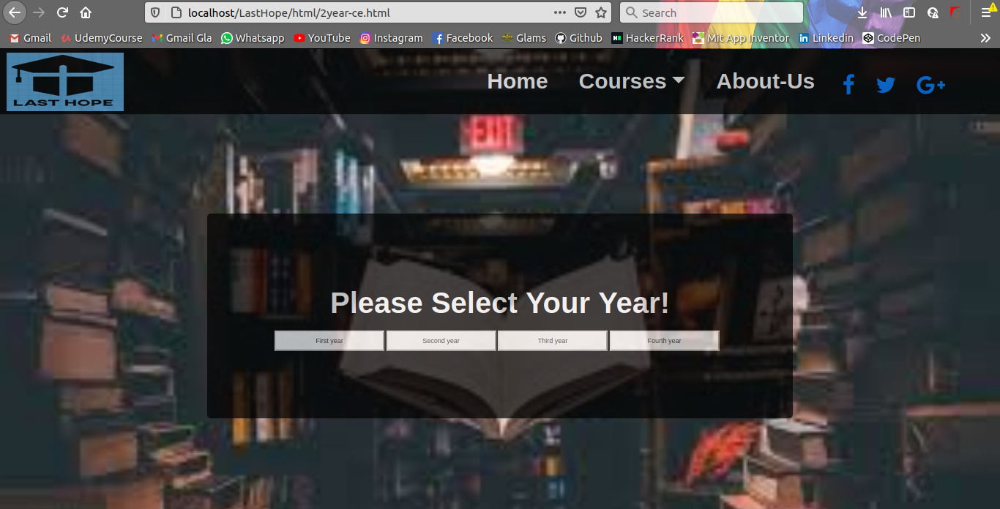 localhost/LastHope/html/2year-ce.html
Search
Gmail UdemyCourse Gmail Gla Whatsapp YouTube Instagram Facebook Glams Github HackerRank Mit App Inventor Linkedin CodePen
LAST HOPE
Home Courses About-Us
EXIT
Please Select Your Year!
First year Second year Third year Fourth year